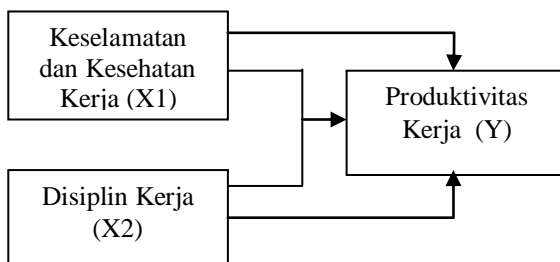 Keselamatan
dan Kesehatan
Kerja (X1)
Produktivitas
Kerja (Y)
Disiplin Kerja
(X2)